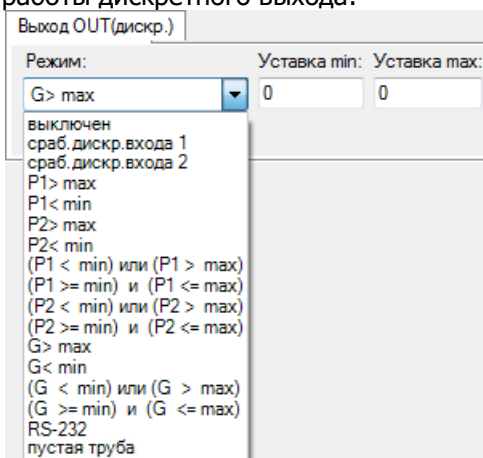 работы дискретного выхода.
Выход OUT(дискр.)
Режим: Уставка min: Уставка max:
G> max 0 0
выключен
сраб.дискр.входа 1
сраб.дискр.входа 2
P1> max
P1< min
P2> max
P2< min
(P1 < min) или (P1 > max)
(P1 >= min) и (P1 <= max)
(P2 < min) или (P2 > max)
(P2 >= min) и (P2 <= max)
G> max
G< min
(G < min) или (G > max)
(G >= min) и (G <= max)
RS-232
пустая труба